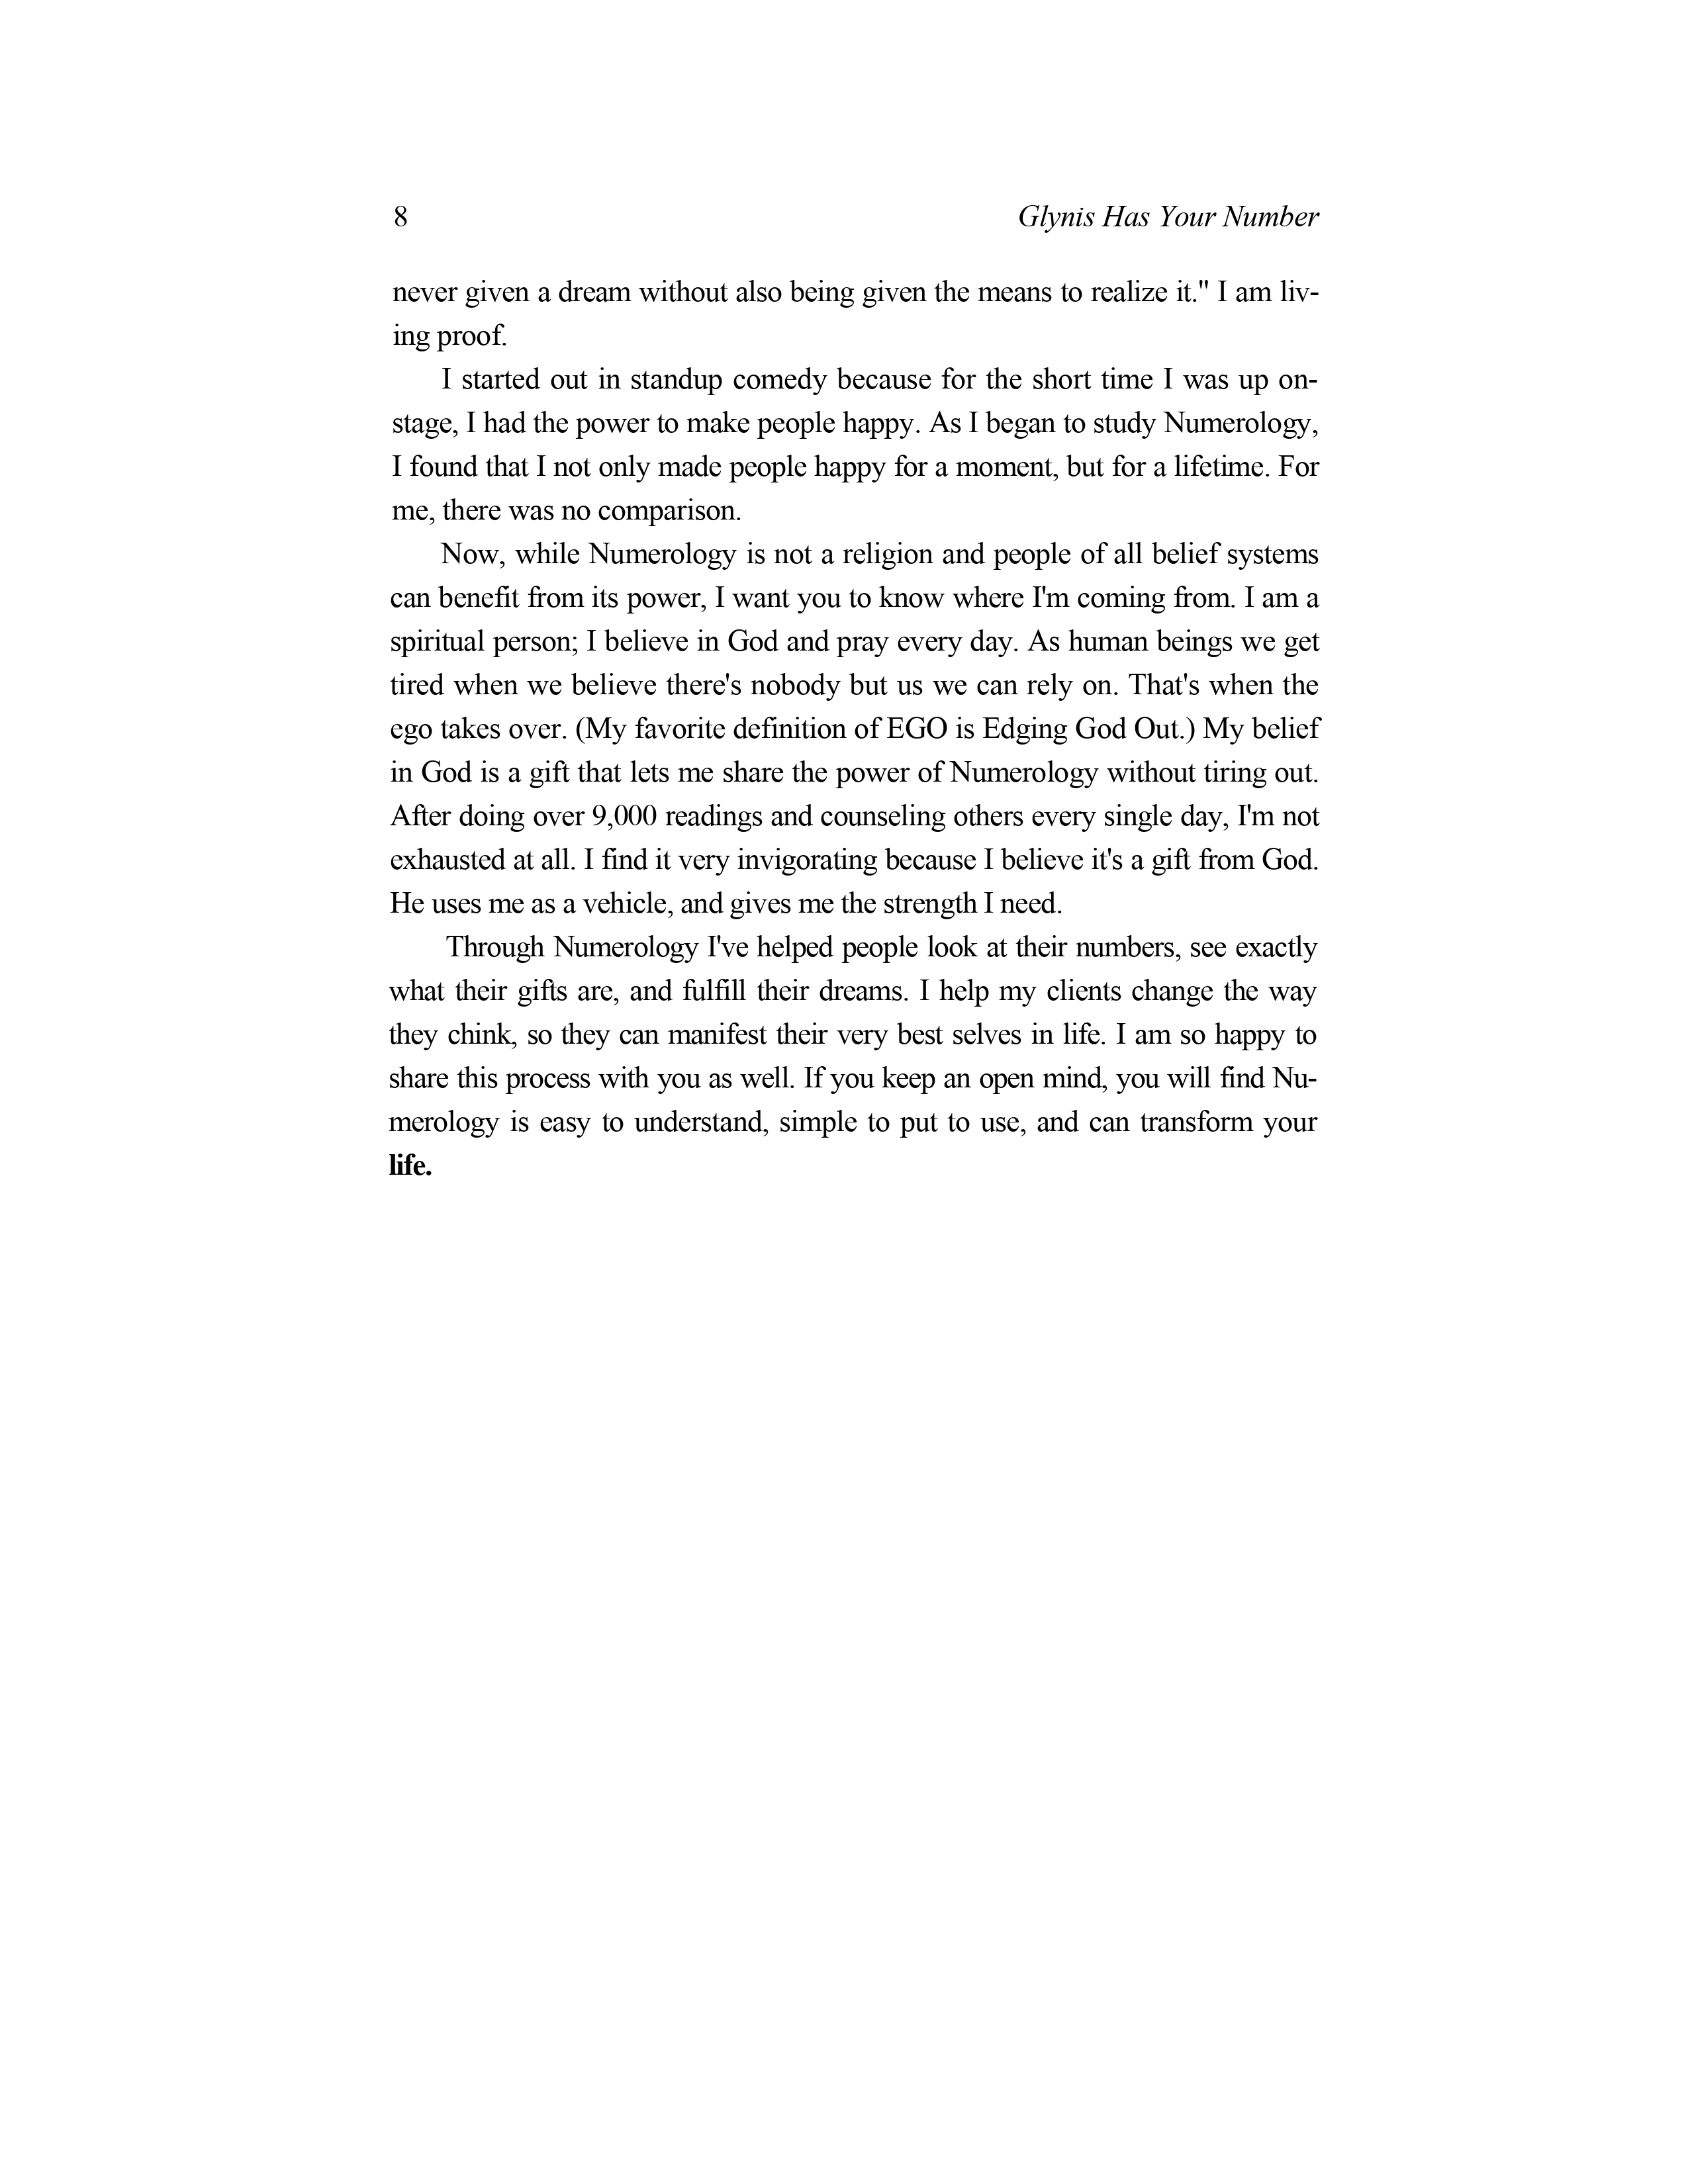 8 Glynis Has Your Number
never given a dream without also being given the means to realize it." I am liv-
ing proof.
I started out in standup comedy because for the short time I was up on-
stage, I had the power to make people happy. As I began to study Numerology,
I found that I not only made people happy for a moment, but for a lifetime. For
me, there was no comparison.
Now, while Numerology is not a religion and people of all belief systems
can benefit from its power, I want you to know where I'm coming from. I am a
spiritual person; I believe in God and pray every day. As human beings we get
tired when we believe there's nobody but us we can rely on. That's when the
ego takes over. (My favorite definition of EGO is Edging God Out.) My belief
in God is a gift that lets me share the power of Numerology without tiring out.
After doing over 9,000 readings and counseling others every single day, I'm not
exhausted at all. I find it very invigorating because I believe it's a gift from God.
He uses me as a vehicle, and gives me the strength I need.
Through Numerology I've helped people look at their numbers, see exactly
what their gifts are, and fulfill their dreams. I help my clients change the way
they chink, so they can manifest their very best selves in life. I am so happy to
share this process with you as well. If you keep an open mind, you will find Nu-
merology is easy to understand, simple to put to use, and can transform your
life.